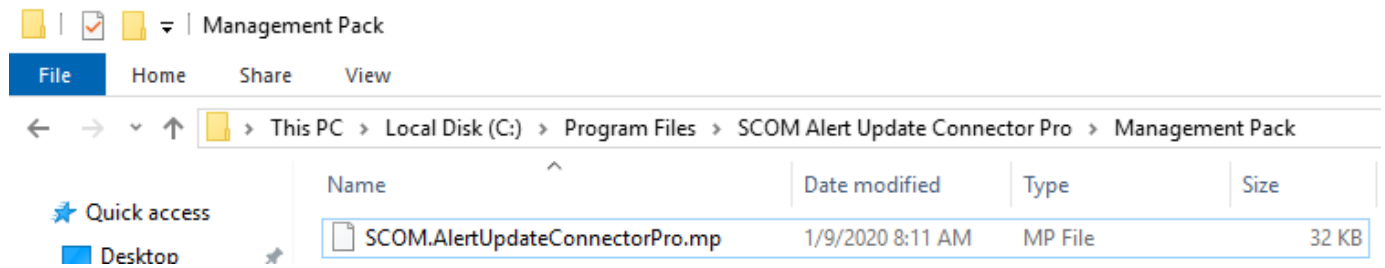 Management Pack
File Home Share View
This PC > Local Disk (C:) > Program Files > SCOM Alert Update Connector Pro > Management Pack
Name Date modified Type Size
Quick access
SCOM.AlertUpdateConnectorPro.mp 1/9/2020 8:11 AM MP File 32 KB
Desktop